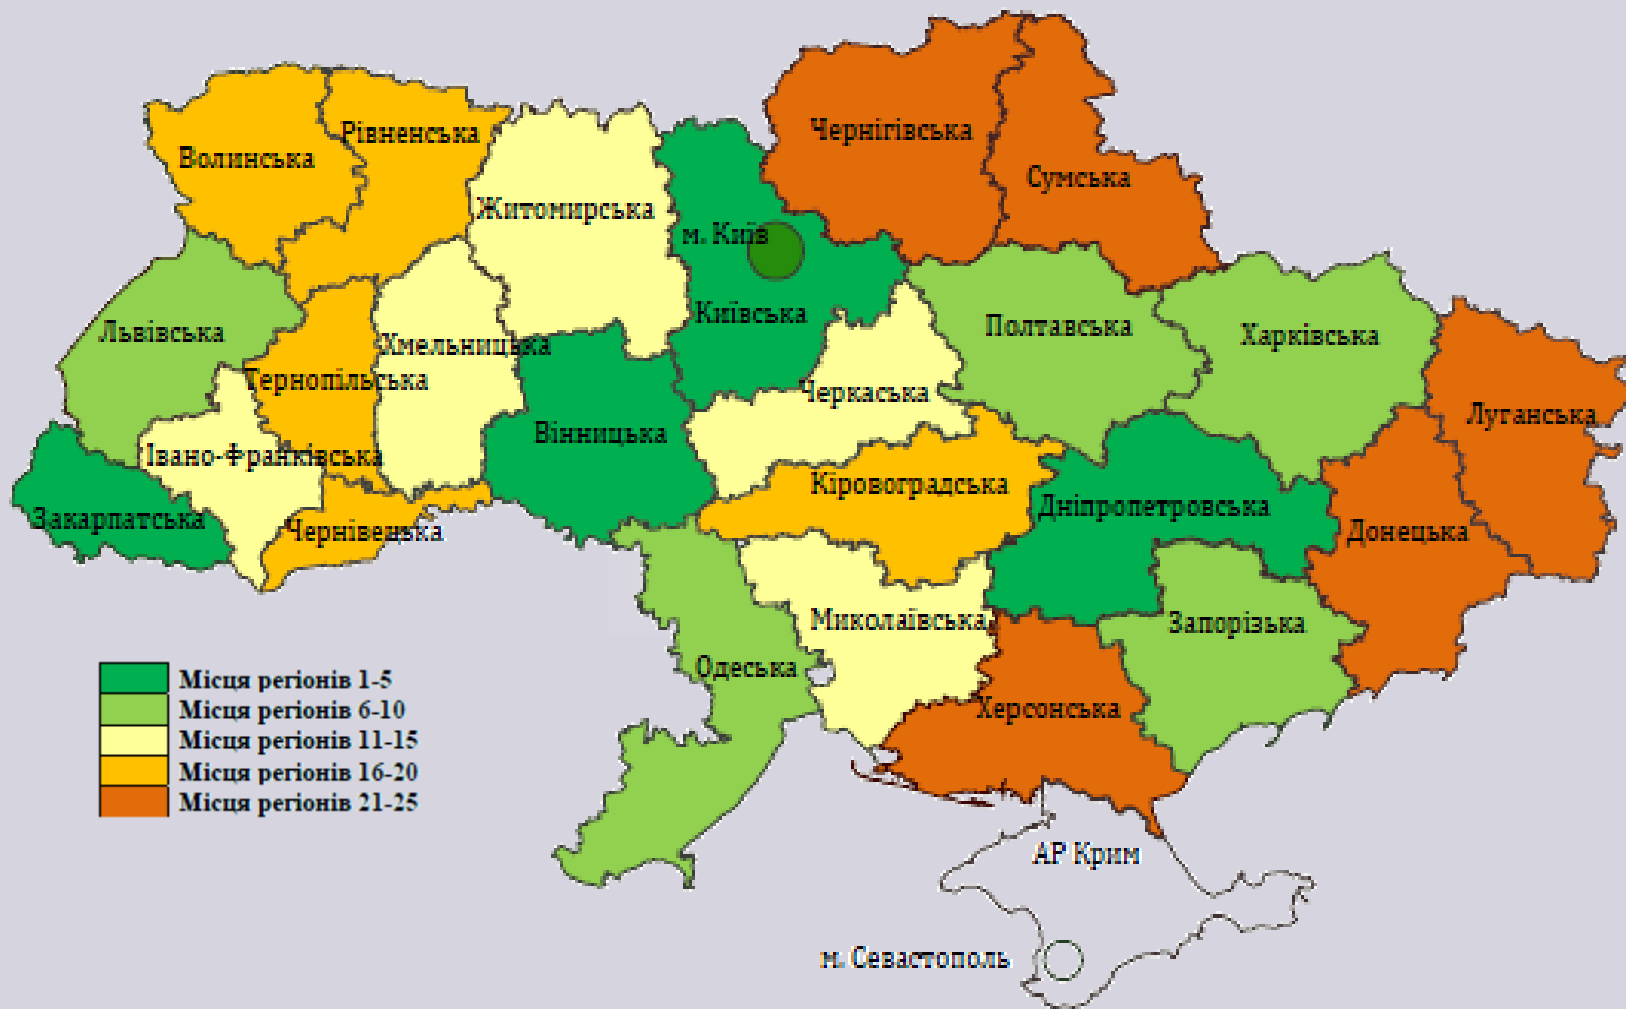 Чернігівська
Рівненська
Волинська
Сумська
Житомирська
м. Київ
Київська
Львівська
Полтавська
Харківська
Хмельницька
Тернопільська
Черкаська
Луганська
Вінницька
Івано-Франківська
Кіровоградська
Дніпропетровська
Закарпатська
Чернівецька
Донецька
Миколаївська
Запорізька
Одеська
Херсонська
Місця регіонів 1-5
Місця регіонів 6-10
Місця регіонів 11-15
Місця регіонів 16-20
Місця регіонів 21-25
АР Крим
м. Севастополь